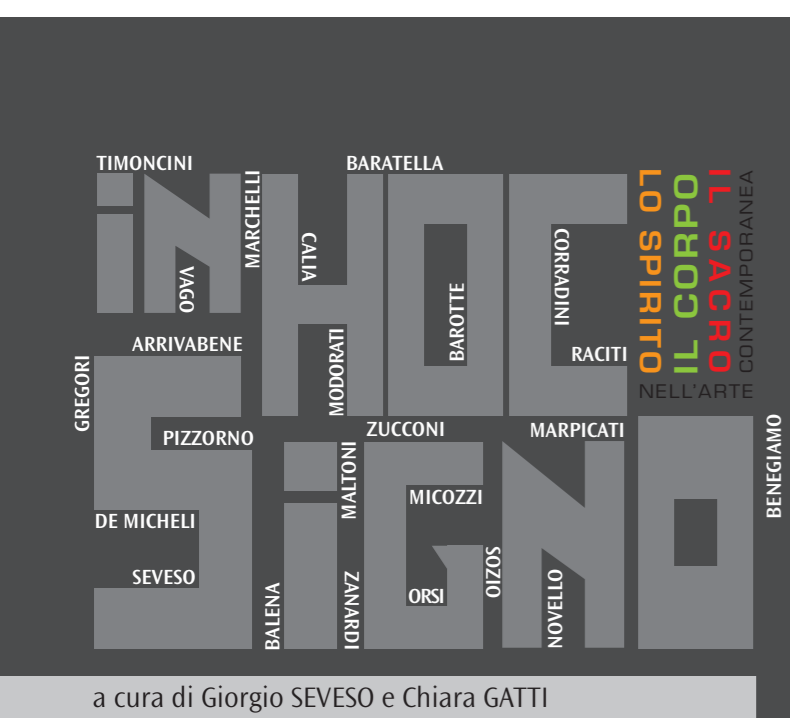 TIMONCINI
BARATELLA
iN HOC
MARCHELLI
CALIA
VAGO
BAROTTE
CORRADINI
MODORATI
RACITI
LO SPIRITO
IL CORPO
IL SACRO
NELL'ARTE
CONTEMPORANEA
ARRIVABENE
GREGORI
SiGNO
PIZZORNO
ZUCCONI
MARPICATI
MALTONI
MICOZZI
BENEGIAMO
DE MICHELI
SEVESO
BALENA
ZANARDI
ORSI
SOZIO
NOVELLO
a cura di Giorgio SEVESO e Chiara GATTI